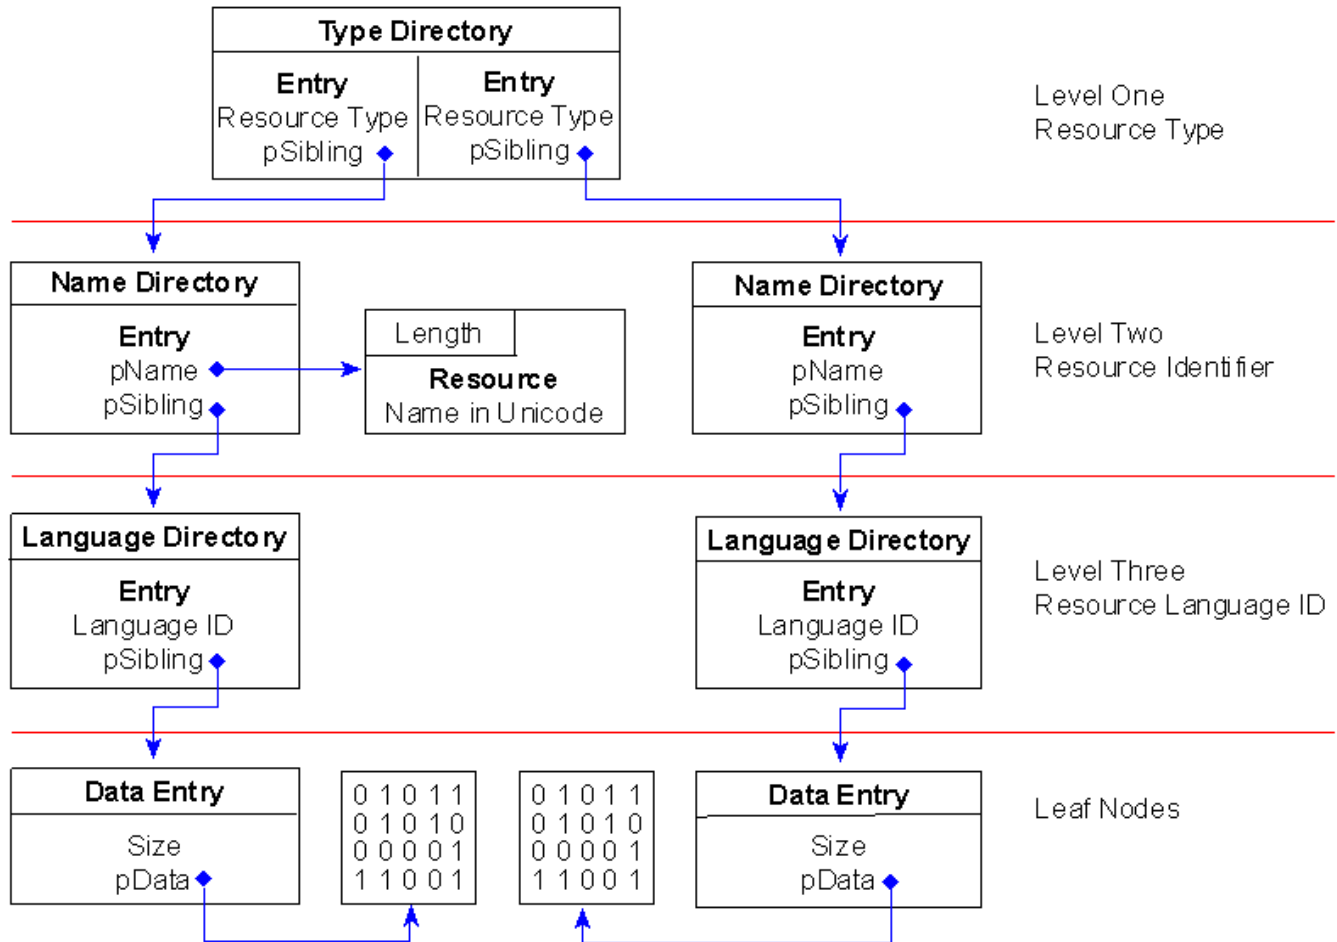 Type Directory
Entry
Resource Type
pSibling
Entry
Resource Type
pSibling
Level One
Resource Type
Name Directory
Entry
pName
pSibling
Length
Resource
Name in Unicode
Name Directory
Entry
pName
pSibling
Level Two
Resource Identifier
Language Directory
Entry
Language ID
pSibling
Language Directory
Entry
Language ID
pSibling
Level Three
Resource Language ID
Data Entry
Size
pData
0 1 0 1 1
0 1 0 1 0
0 0 0 0 1
1 1 0 0 1
0 1 0 1 1
0 1 0 1 0
0 0 0 0 1
1 1 0 0 1
Data Entry
Size
pData
Leaf Nodes